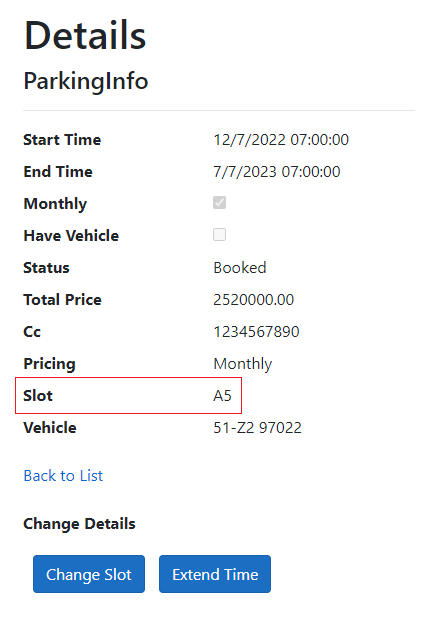 Details
ParkingInfo
Start Time 12/7/2022 07:00:00
End Time 7/7/2023 07:00:00
Monthly
Have Vehicle
Status Booked
Total Price 2520000.00
Cc 1234567890
Pricing Monthly
Slot A5
Vehicle 51-Z2 97022
Back to List
Change Details
Change Slot Extend Time